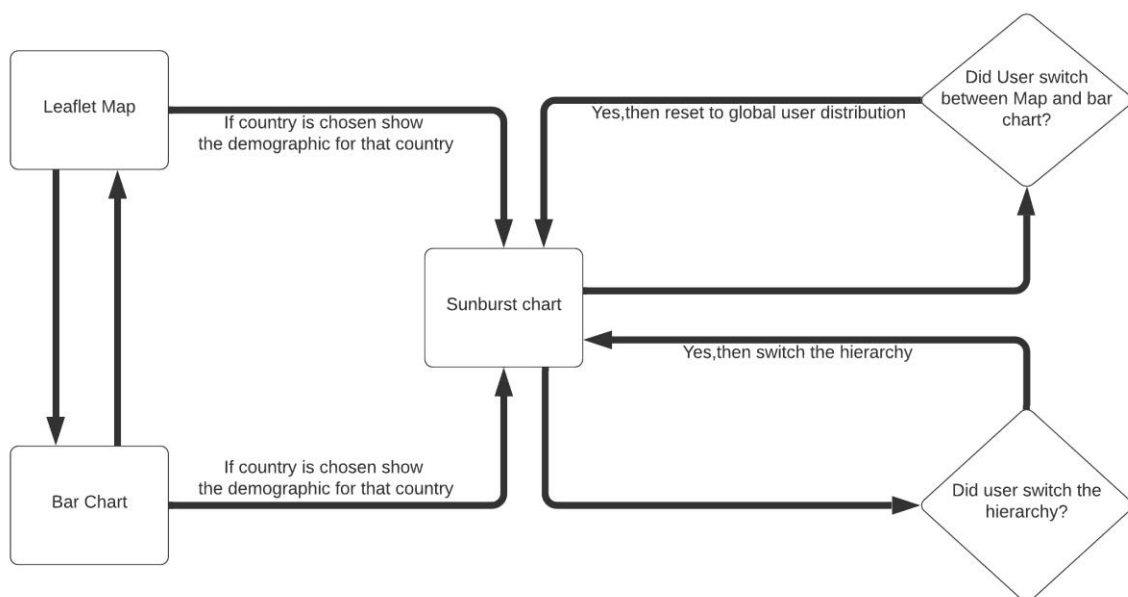 Leaflet Map
If country is chosen show
the demographic for that country
Yes,then reset to global user distribution
Did User switch
between Map and bar
chart?
Sunburst chart
Yes,then switch the hierarchy
Bar Chart
If country is chosen show
the demographic for that country
Did user switch the
hierarchy?